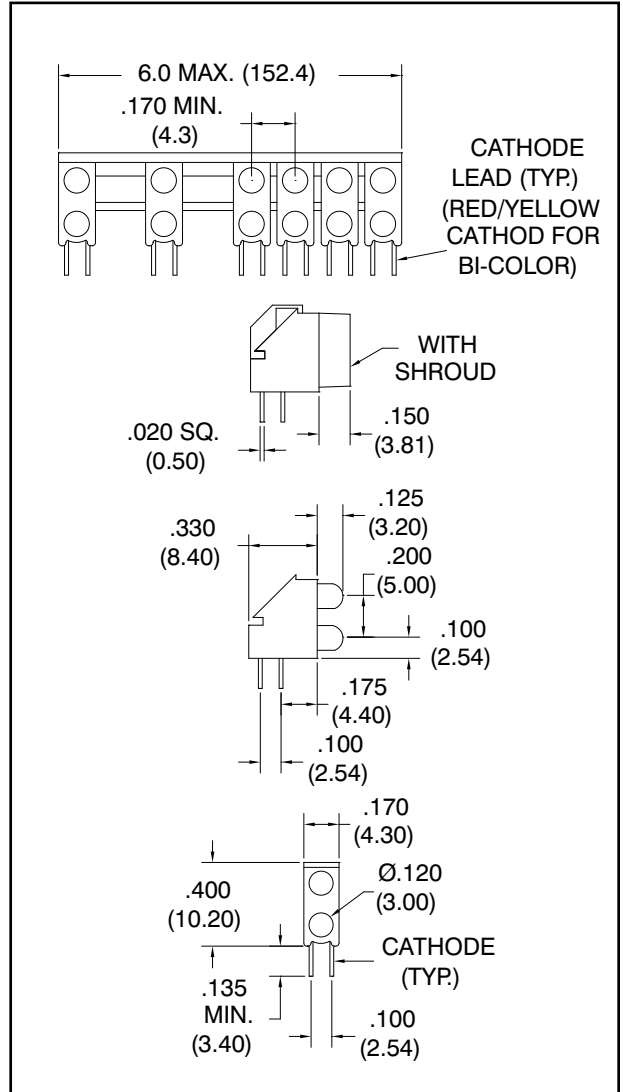 6.0 MAX. (152.4)
.170 MIN.
(4.3)
CATHODE
LEAD (TYP.)
(RED/YELLOW
CATHOD FOR
BI-COLOR)
WITH
SHROUD
.020 SQ.
(0.50)
.150
(3.81)
.125
(3.20)
.330
(8.40)
.200
(5.00)
.100
(2.54)
.175
(4.40)
.100
(2.54)
.170
(4.30)
Ø.120
(3.00)
.400
(10.20)
CATHODE
(TYP.)
.135
MIN.
(3.40)
.100
(2.54)